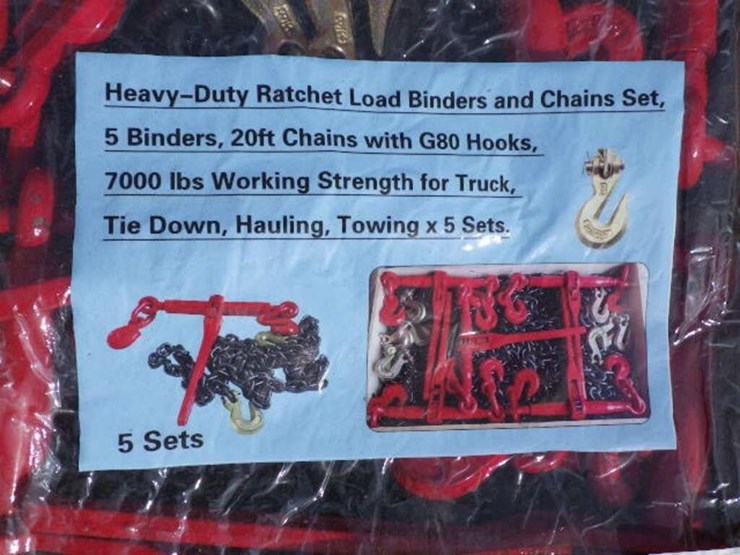 Heavy-Duty Ratchet Load Binders and Chains Set,
5 Binders, 20ft Chains with G80 Hooks,
7000 lbs Working Strength for Truck,
Tie Down, Hauling, Towing x 5 Sets.
5 Sets